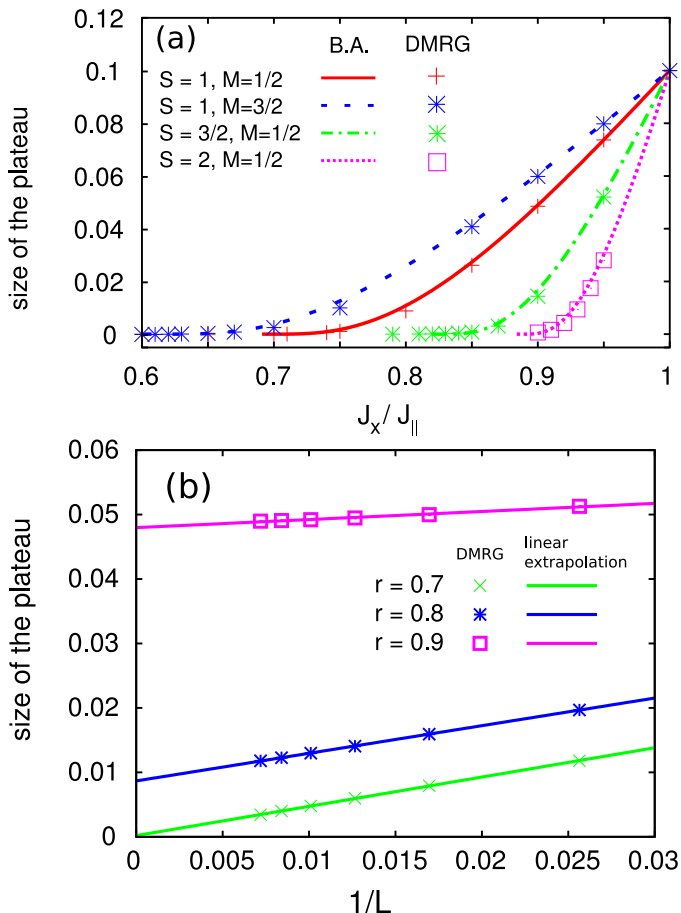 (a)
B.A. DMRG
S = 1, M=1/2
S = 1, M=3/2
S = 3/2, M=1/2
S = 2, M=1/2
size of the plateau
0.12
0.1
0.08
0.06
0.04
0.02
0
0.6 0.7 0.8 0.9 1
J_x / J_||
(b)
DMRG linear
extrapolation
r = 0.7
r = 0.8
r = 0.9
size of the plateau
0.06
0.05
0.04
0.03
0.02
0.01
0
0 0.005 0.01 0.015 0.02 0.025 0.03
1/L